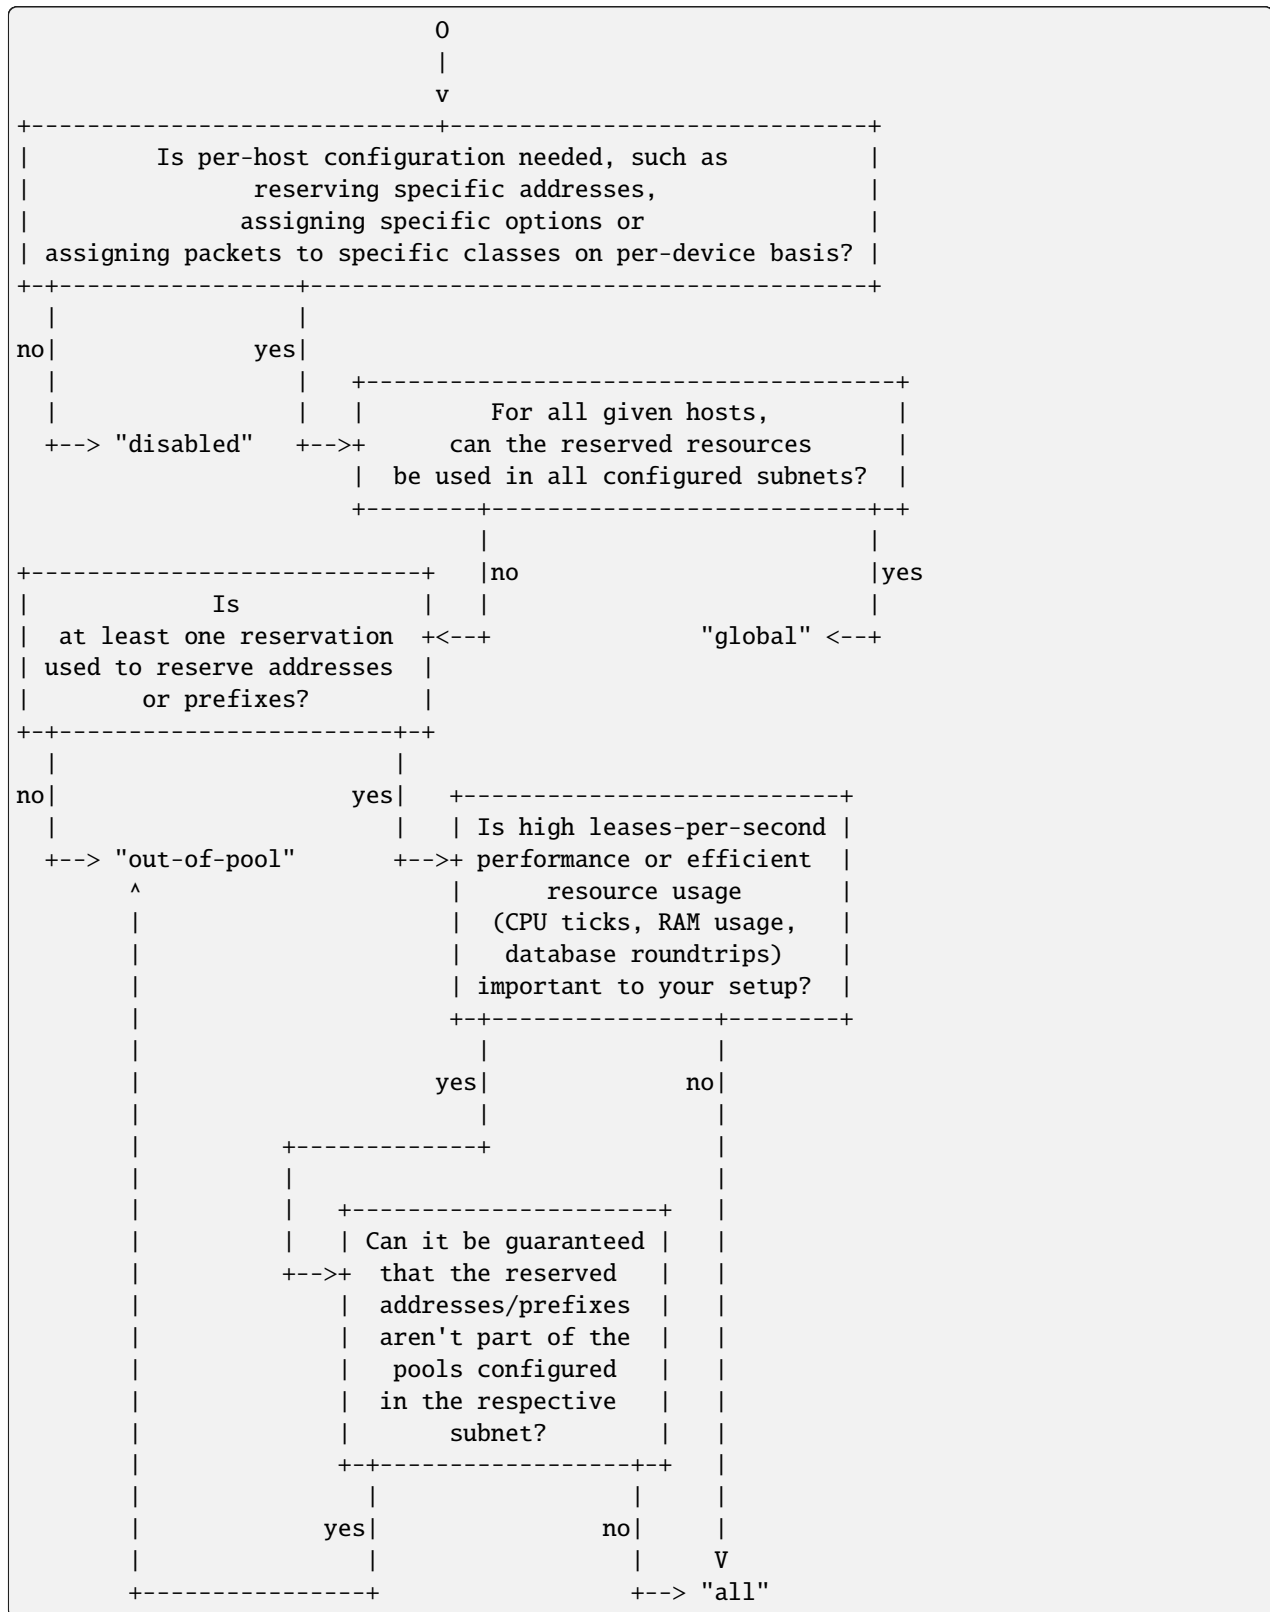 O
                              |
                              v
+-----------------------------+------------------------------+
|         Is per-host configuration needed, such as          |
|                reserving specific addresses,               |
|               assigning specific options or                |
| assigning packets to specific classes on per-device basis? |
+-+-----------------+----------------------------------------+
  |                 |
no|              yes|
  |                 |   +--------------------------------------+
  |                 |   |         For all given hosts,         |
  +--> "disabled"   +-->+      can the reserved resources      |
                        |  be used in all configured subnets?  |
                        +--------+---------------------------+-+
                                 |                           |
+----------------------------+   |no                         |yes
|             Is             |   |                           |
|  at least one reservation  +<--+               "global" <--+
| used to reserve addresses  |
|        or prefixes?        |
+-+------------------------+-+
  |                        |
no|                     yes|   +---------------------------+
  |                        |   | Is high leases-per-second |
  +--> "out-of-pool"       +-->+ performance or efficient  |
        ^                      |      resource usage       |
        |                      |  (CPU ticks, RAM usage,   |
        |                      |   database roundtrips)    |
        |                      | important to your setup?  |
        |                      +-+----------------+--------+
        |                        |                |
        |                     yes|              no|
        |                        |                |
        |          +-------------+                |
        |          |                              |
        |          |   +----------------------+   |
        |          |   | Can it be guaranteed |   |
        |          +-->+  that the reserved   |   |
        |              |  addresses/prefixes  |   |
        |              |  aren't part of the  |   |
        |              |   pools configured   |   |
        |              |  in the respective   |   |
        |              |       subnet?        |   |
        |              +-+------------------+-+   |
        |                |                  |     |
        |             yes|                no|     |
        |                |                  |     V
        +----------------+                  +--> "all"